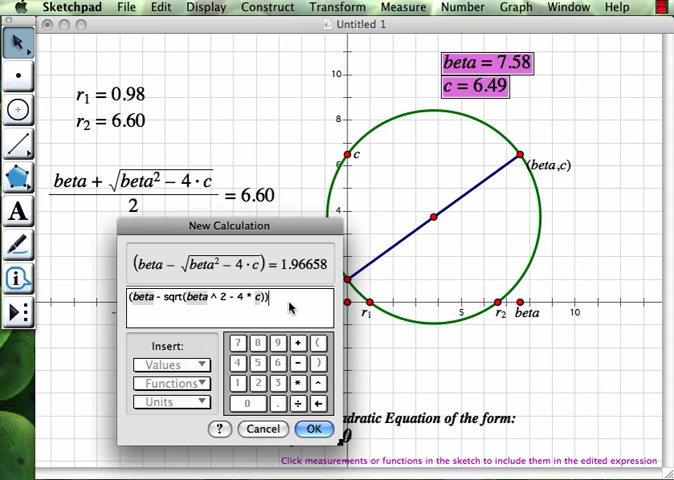 Sketchpad File Edit Display Construct Transform Measure Number Graph Window Help
Untitled 1
beta = 7.58
c = 6.49
r1 = 0.98
r2 = 6.60
beta + √beta² − 4 · c
2
= 6.60
10
8
6
4
c
(beta,c)
r1
5
r2
beta
10
New Calculation
(beta − √beta² − 4 · c) = 1.96658
(beta - sqrt(beta ^ 2 - 4 * c))
Insert:
Values
Functions
Units
7 8 9 + (
4 5 6 - )
1 2 3 * ^
0 . ÷ ←
? Cancel OK
adratic Equation of the form:
0
Click measurements or functions in the sketch to include them in the edited expression
A
i